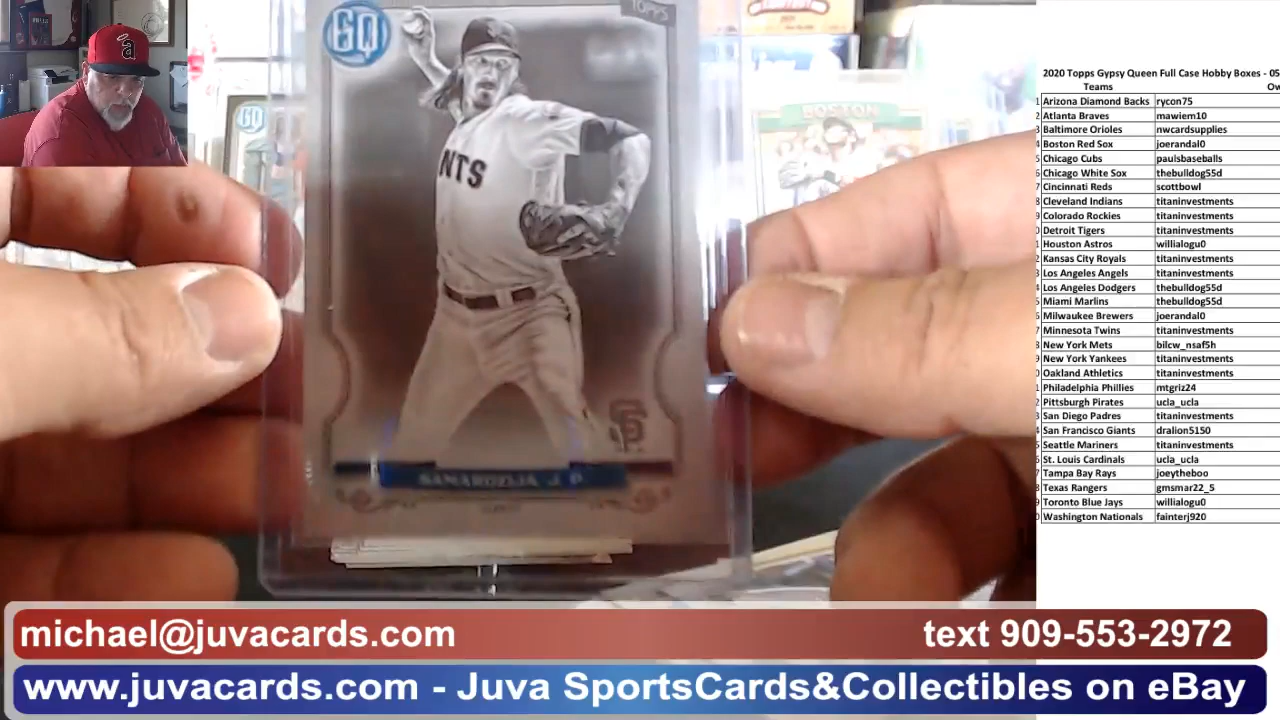 GQ
TOPPS
GQ
BOSTON
NTS
SF
SAMARDZIJA J P
2020 Topps Gypsy Queen Full Case Hobby Boxes - 05
Teams Ow
1 Arizona Diamond Backs rycon75
2 Atlanta Braves mawiem10
3 Baltimore Orioles nwcardsupplies
4 Boston Red Sox joerandal0
5 Chicago Cubs paulsbaseballs
6 Chicago White Sox thebulldog55d
7 Cincinnati Reds scottbowl
8 Cleveland Indians titaninvestments
9 Colorado Rockies titaninvestments
0 Detroit Tigers titaninvestments
1 Houston Astros willialogu0
2 Kansas City Royals titaninvestments
3 Los Angeles Angels titaninvestments
4 Los Angeles Dodgers thebulldog55d
5 Miami Marlins thebulldog55d
6 Milwaukee Brewers joerandal0
7 Minnesota Twins titaninvestments
8 New York Mets bilcw_nsaf5h
9 New York Yankees titaninvestments
0 Oakland Athletics titaninvestments
1 Philadelphia Phillies mtgriz24
2 Pittsburgh Pirates ucla_ucla
3 San Diego Padres titaninvestments
4 San Francisco Giants dralion5150
5 Seattle Mariners titaninvestments
6 St. Louis Cardinals ucla_ucla
7 Tampa Bay Rays joeytheboo
8 Texas Rangers gmsmar22_5
9 Toronto Blue Jays willialogu0
0 Washington Nationals fainterj920
michael@juvacards.com text 909-553-2972
www.juvacards.com - Juva SportsCards&Collectibles on eBay